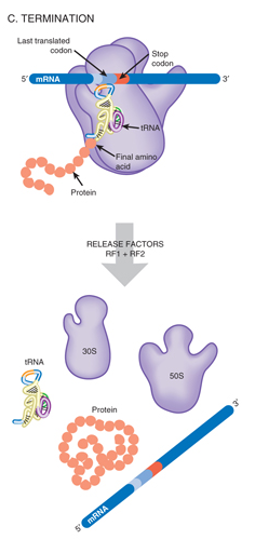 C. TERMINATION
Last translated
codon
Stop
codon
5′ mRNA 3′
tRNA
Final amino
acid
Protein
RELEASE FACTORS
RF1 + RF2
30S
50S
tRNA
Protein
3′
mRNA
5′